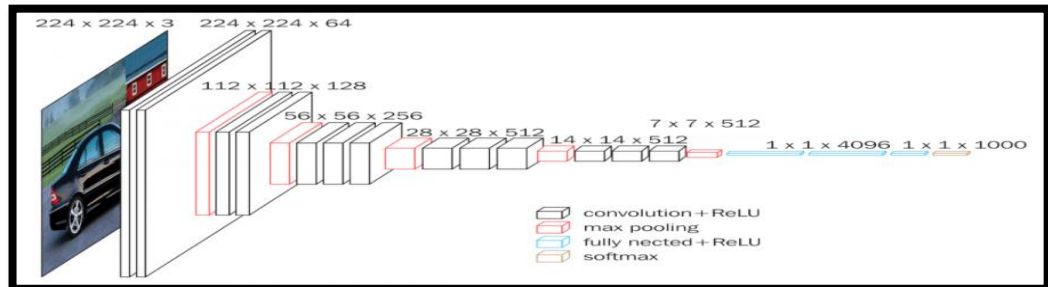 224 x 224 x 3
224 x 224 x 64
112 x 112 x 128
56 x 56 x 256
28 x 28 x 512
14 x 14 x 512
7 x 7 x 512
1 x 1 x 4096
1 x 1 x 1000
convolution+ReLU
max pooling
fully nected+ReLU
softmax